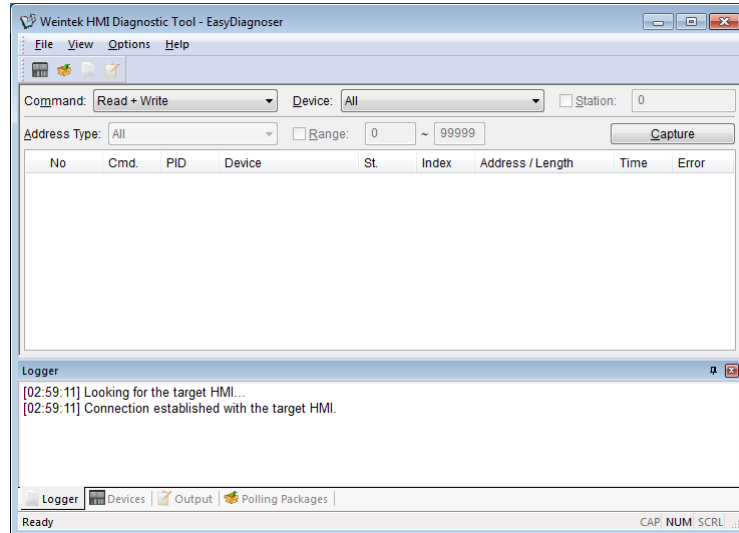 Weintek HMI Diagnostic Tool - EasyDiagnoser
File View Options Help
Command: Read + Write Device: All Station: 0
Address Type: All Range: 0 ~ 99999 Capture
No Cmd. PID Device St. Index Address / Length Time Error
Logger
[02:59:11] Looking for the target HMI...
[02:59:11] Connection established with the target HMI.
Logger Devices Output Polling Packages
Ready CAP NUM SCRL